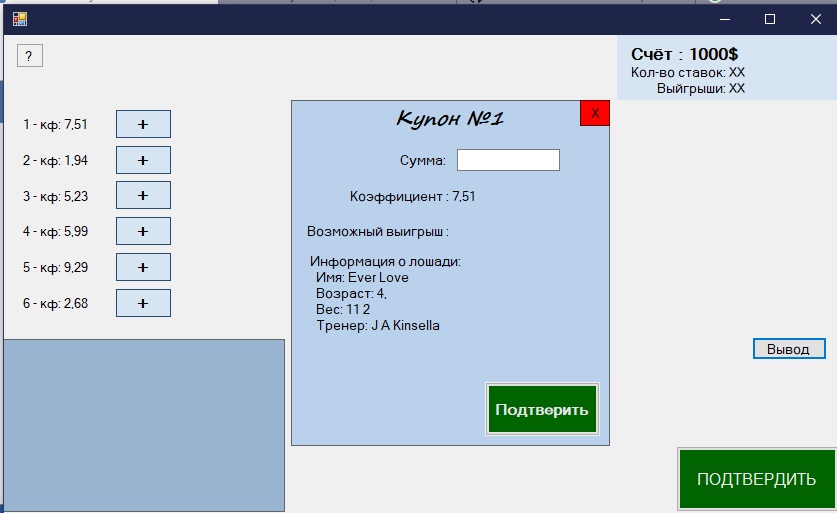 ?
Счёт : 1000$
Кол-во ставок: XX
Выйгрыши: XX
1 - кф: 7,51 +
2 - кф: 1,94 +
3 - кф: 5,23 +
4 - кф: 5,99 +
5 - кф: 9,29 +
6 - кф: 2,68 +
Купон №1
X
Сумма:
Коэффициент : 7,51
Возможный выигрыш :
Информация о лошади:
Имя: Ever Love
Возраст: 4,
Вес: 11 2
Тренер: J A Kinsella
Подтверить
Вывод
ПОДТВЕРДИТЬ